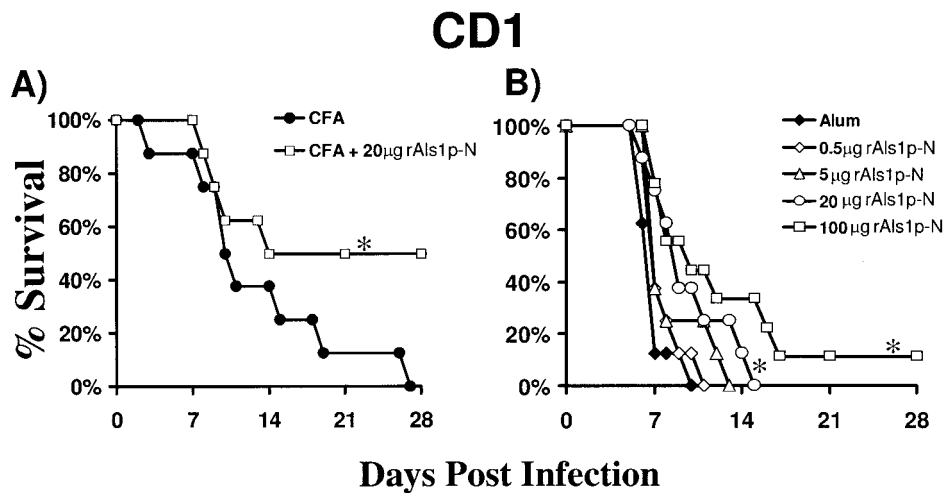 CD1
A)
100%
80%
60%
40%
20%
0%
% Survival
CFA
CFA + 20µg rAls1p-N
*
0 7 14 21 28
B)
100%
80%
60%
40%
20%
0%
Alum
0.5µg rAls1p-N
5µg rAls1p-N
20 µg rAls1p-N
100µg rAls1p-N
*
*
0 7 14 21 28
Days Post Infection